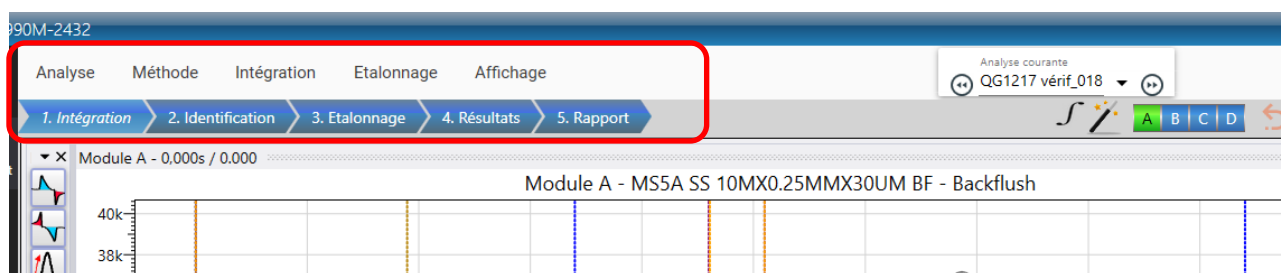 990M-2432
Analyse Méthode Intégration Etalonnage Affichage
Analyse courante
QG1217 vérif_018
1. Intégration 2. Identification 3. Etalonnage 4. Résultats 5. Rapport
A B C D
Module A - 0,000s / 0.000
Module A - MS5A SS 10MX0.25MMX30UM BF - Backflush
40k
38k